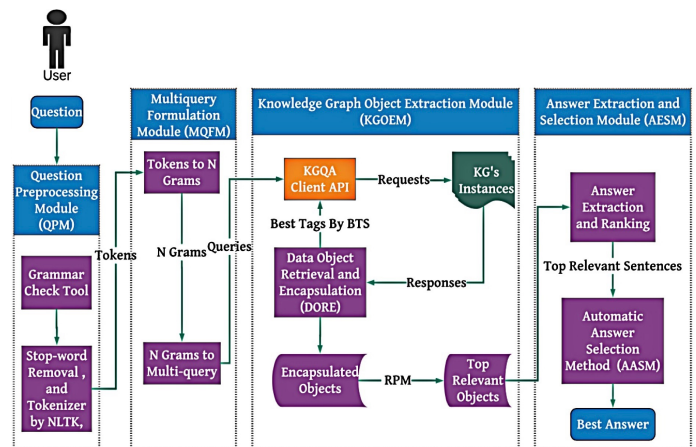 User
Question
Question
Preprocessing
Module
(QPM)
Grammar
Check Tool
Stop-word
Removal ,
and
Tokenizer
by NLTK,
Tokens
Multiquery
Formulation
Module (MQFM)
Tokens to N
Grams
N Grams
N Grams to
Multi-query
Queries
Knowledge Graph Object Extraction Module
(KGOEM)
KGQA
Client API
Requests
KG's
Instances
Best Tags By BTS
Data Object
Retrieval and
Encapsulation
(DORE)
Responses
Encapsulated
Objects
RPM
Top
Relevant
Objects
Answer Extraction and
Selection Module (AESM)
Answer
Extraction
and Ranking
Top Relevant Sentences
Automatic
Answer
Selection
Method (AASM)
Best Answer